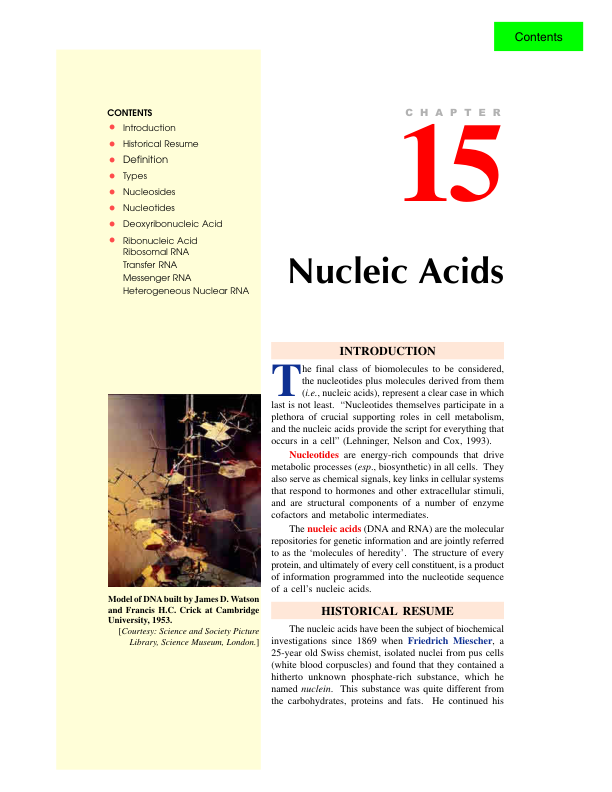 Contents
CONTENTS
Introduction
Historical Resume
Definition
Types
Nucleosides
Nucleotides
Deoxyribonucleic Acid
Ribonucleic Acid
Ribosomal RNA
Transfer RNA
Messenger RNA
Heterogeneous Nuclear RNA
CHAPTER
15
Nucleic Acids
INTRODUCTION
The final class of biomolecules to be considered,
the nucleotides plus molecules derived from them
(i.e., nucleic acids), represent a clear case in which
last is not least. “Nucleotides themselves participate in a
plethora of crucial supporting roles in cell metabolism,
and the nucleic acids provide the script for everything that
occurs in a cell” (Lehninger, Nelson and Cox, 1993).
Nucleotides are energy-rich compounds that drive
metabolic processes (esp., biosynthetic) in all cells. They
also serve as chemical signals, key links in cellular systems
that respond to hormones and other extracellular stimuli,
and are structural components of a number of enzyme
cofactors and metabolic intermediates.
The nucleic acids (DNA and RNA) are the molecular
repositories for genetic information and are jointly referred
to as the ‘molecules of heredity’. The structure of every
protein, and ultimately of every cell constituent, is a product
of information programmed into the nucleotide sequence
of a cell’s nucleic acids.
HISTORICAL RESUME
The nucleic acids have been the subject of biochemical
investigations since 1869 when Friedrich Miescher, a
25-year old Swiss chemist, isolated nuclei from pus cells
(white blood corpuscles) and found that they contained a
hitherto unknown phosphate-rich substance, which he
named nuclein. This substance was quite different from
the carbohydrates, proteins and fats. He continued his
Model of DNA built by James D. Watson
and Francis H.C. Crick at Cambridge
University, 1953.
[Courtesy: Science and Society Picture
Library, Science Museum, London.]